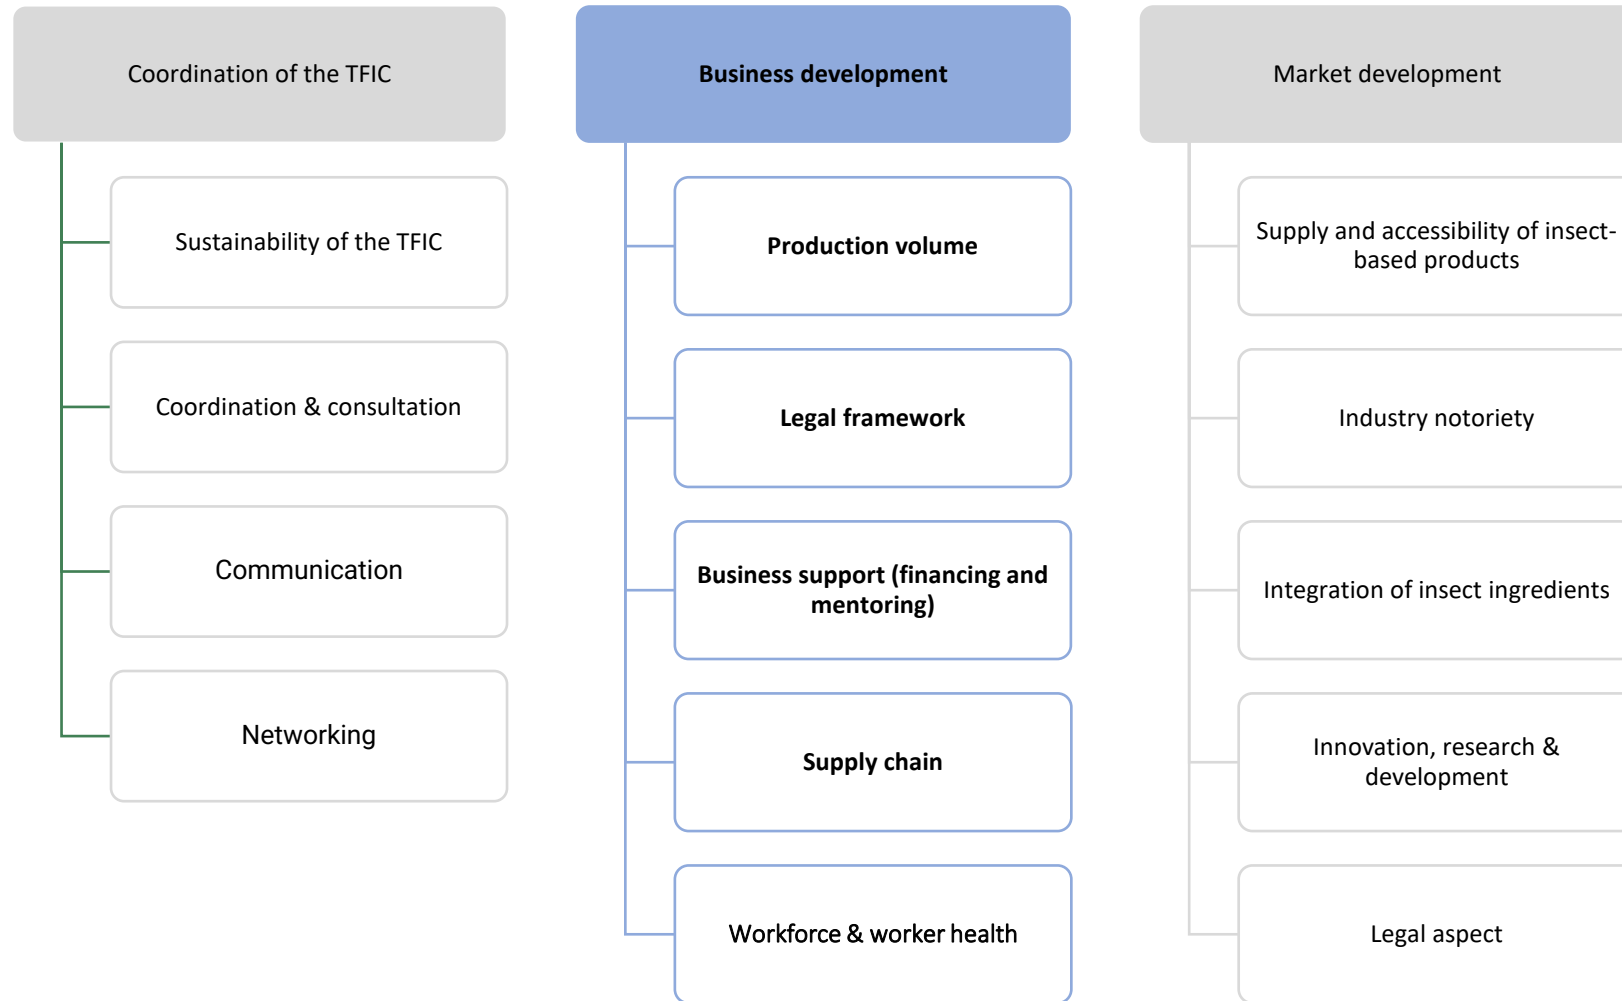 Coordination of the TFIC
Sustainability of the TFIC
Coordination & consultation
Communication
Networking
Business development
Production volume
Legal framework
Business support (financing and
mentoring)
Supply chain
Workforce & worker health
Market development
Supply and accessibility of insect-
based products
Industry notoriety
Integration of insect ingredients
Innovation, research &
development
Legal aspect